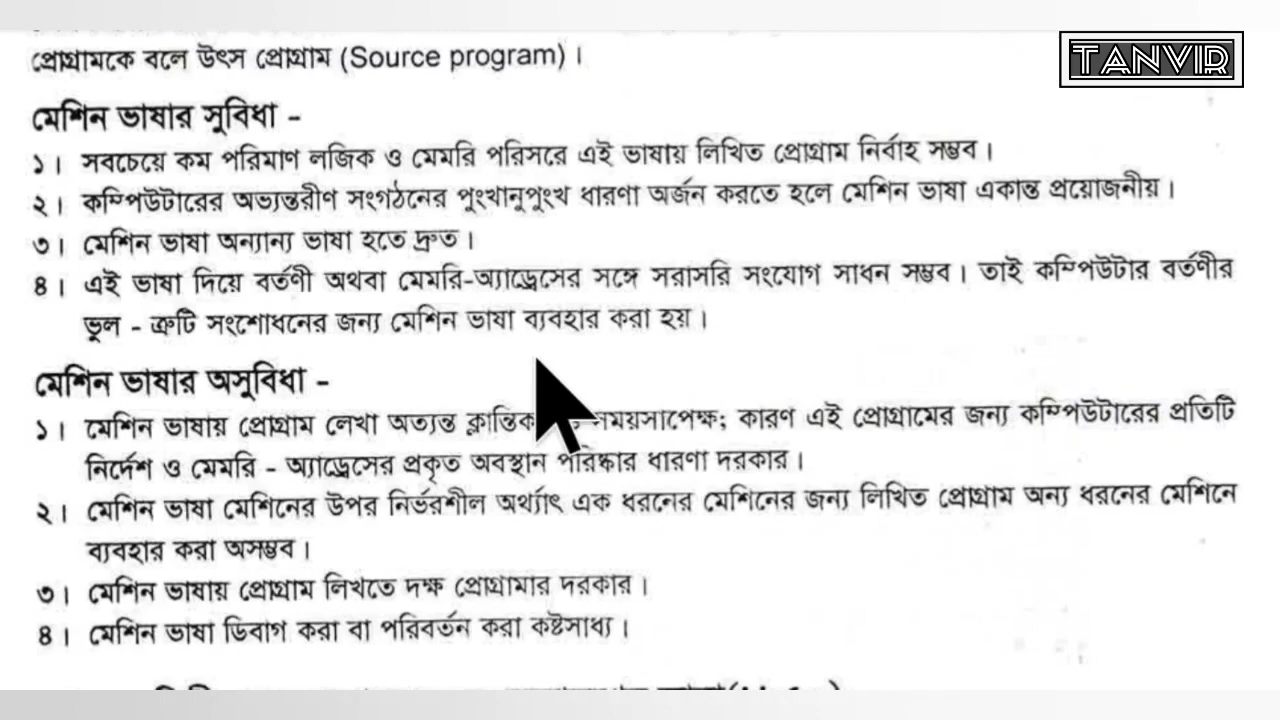 প্রোগ্রামকে বলে উৎস প্রোগ্রাম (Source program) ।
TANVIR
মেশিন ভাষার সুবিধা -
১। সবচেয়ে কম পরিমাণ লজিক ও মেমরি পরিসরে এই ভাষায় লিখিত প্রোগ্রাম নির্বাহ সম্ভব।
২। কম্পিউটারের অভ্যন্তরীণ সংগঠনের পুংখানুপুংখ ধারণা অর্জন করতে হলে মেশিন ভাষা একান্ত প্রয়োজনীয়।
৩। মেশিন ভাষা অন্যান্য ভাষা হতে দ্রুত।
৪। এই ভাষা দিয়ে বর্তণী অথবা মেমরি-অ্যাড্রেসের সঙ্গে সরাসরি সংযোগ সাধন সম্ভব। তাই কম্পিউটার বর্তণীর
ভুল - ত্রুটি সংশোধনের জন্য মেশিন ভাষা ব্যবহার করা হয়।
মেশিন ভাষার অসুবিধা -
১। মেশিন ভাষায় প্রোগ্রাম লেখা অত্যন্ত সময়সাপেক্ষ; কারণ এই প্রোগ্রামের জন্য কম্পিউটারের প্রতিটি
নির্দেশ ও মেমরি - অ্যাড্রেসের প্রকৃত অবস্থান পরিষ্কার ধারণা দরকার।
২। মেশিন ভাষা মেশিনের উপর নির্ভরশীল অর্থ্যাৎ এক ধরনের মেশিনের জন্য লিখিত প্রোগ্রাম অন্য ধরনের মেশিনে
ব্যবহার করা অসম্ভব।
৩। মেশিন ভাষায় প্রোগ্রাম লিখতে দক্ষ প্রোগ্রামার দরকার।
৪। মেশিন ভাষা ডিবাগ করা বা পরিবর্তন করা কষ্টসাধ্য।